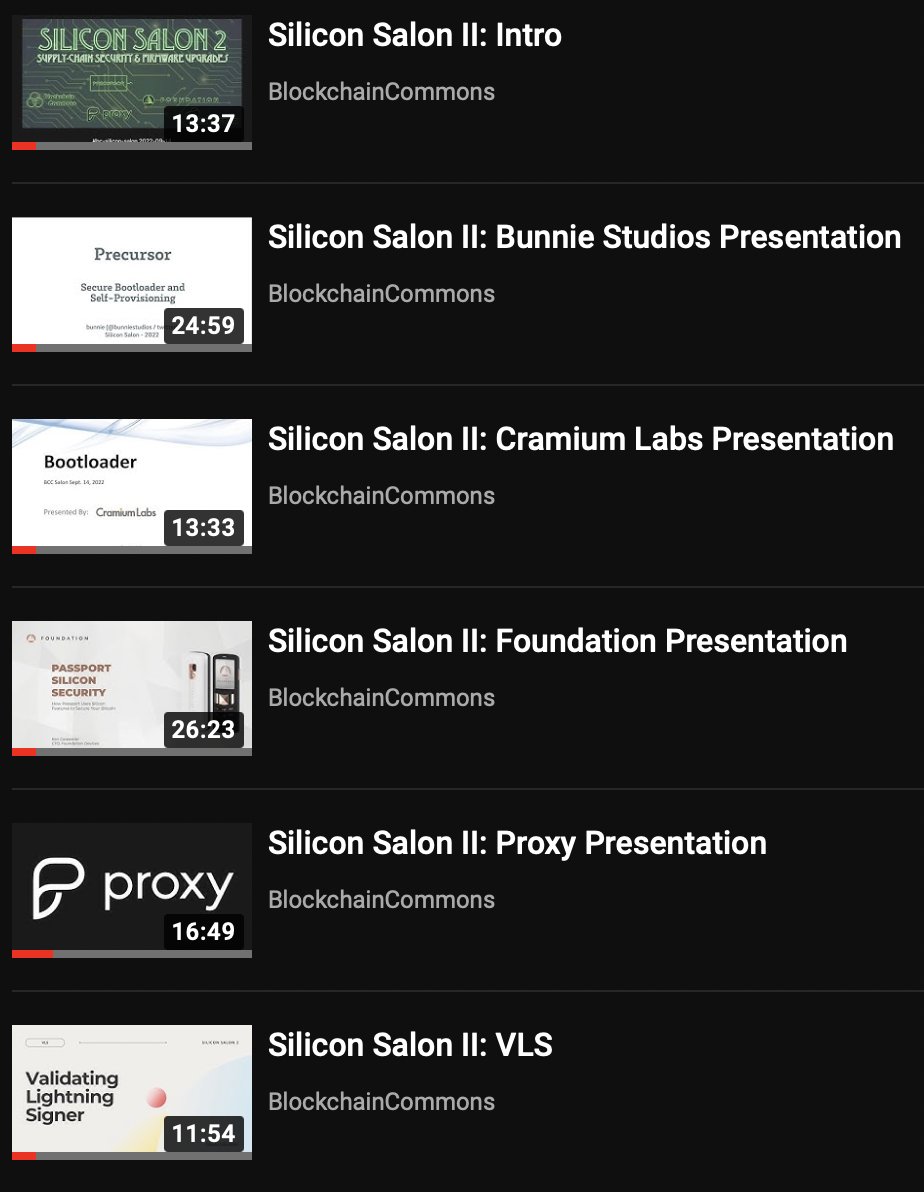 SILICON SALON 2
SUPPLY-CHAIN SECURITY & FIRMWARE UPGRADES
PRECURSOR
Blockchain
Commons
FOUNDATION
proxy
13:37
Silicon Salon II: Intro
BlockchainCommons
Precursor
Secure Bootloader and
Self-Provisioning
bunnie (@bunniestudios /
Silicon Salon - 2022
24:59
Silicon Salon II: Bunnie Studios Presentation
BlockchainCommons
Bootloader
BCC Salon Sept. 14, 2022
Presented By: Cramium Labs
13:33
Silicon Salon II: Cramium Labs Presentation
BlockchainCommons
FOUNDATION
PASSPORT
SILICON
SECURITY
How Passport Uses Silicon
Features to Secure Your Bitcoin
CTO, Foundation Devices
26:23
Silicon Salon II: Foundation Presentation
BlockchainCommons
proxy
16:49
Silicon Salon II: Proxy Presentation
BlockchainCommons
VLS
SILICON SALON 2
Validating
Lightning
Signer
11:54
Silicon Salon II: VLS
BlockchainCommons